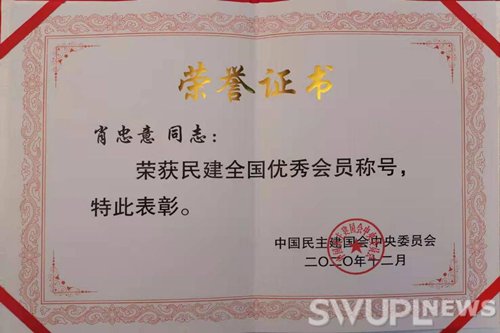 荣誉证书
肖忠意 同志：
荣获民建全国优秀会员称号，
特此表彰。
中国民主建国会中央委员会
二〇二〇年十二月
SWUPLNEWS